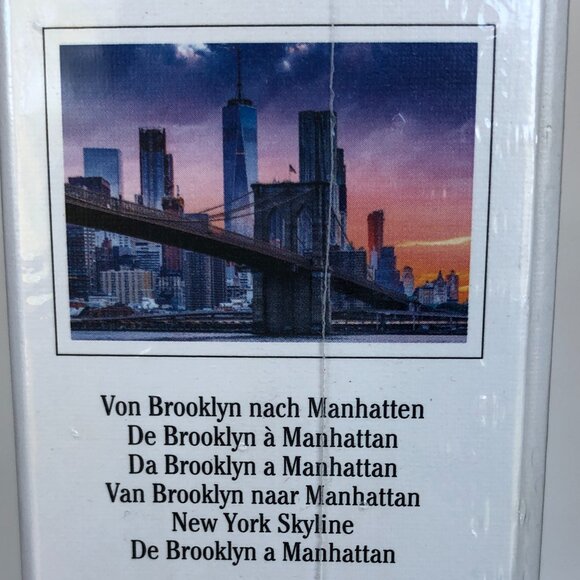 Von Brooklyn nach Manhatten
De Brooklyn à Manhattan
Da Brooklyn a Manhattan
Van Brooklyn naar Manhattan
New York Skyline
De Brooklyn a Manhattan